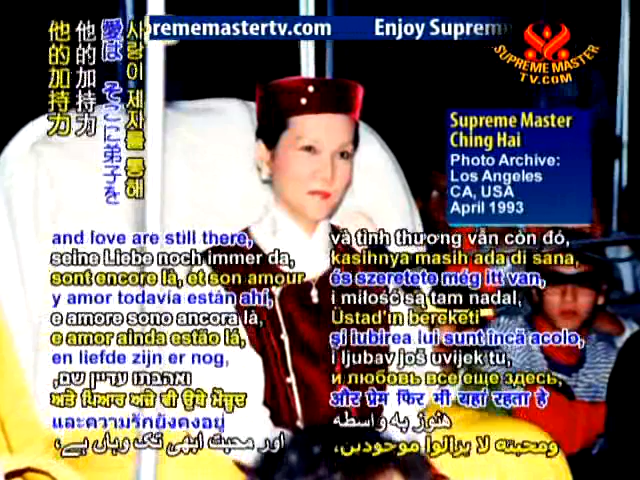 prememastertv.com Enjoy Suprem
SUPREME MASTER
TV.COM
他的加持力
他的加持力
愛は そこに弟子を
사랑이 제자를 통해
Supreme Master
Ching Hai
Photo Archive:
Los Angeles
CA, USA
April 1993
and love are still there,
seine Liebe noch immer da,
sont encore là, et son amour
y amor todavía están ahí,
e amore sono ancora là,
e amor ainda estão lá,
en liefde zijn er nog,
ואהבתו עדיין שם,
ਅਤੇ ਪਿਆਰ ਅਜੇ ਵੀ ਉਥੇ ਮੌਜੂਦ
และความรักยังคงอยู่
اور محبت ابھی تک وہاں ہے،
và tình thương vẫn còn đó,
kasihnya masih ada di sana,
és szeretete még itt van,
i miłość są tam nadal,
Üstad'ın bereketi
și iubirea lui sunt încă acolo,
i ljubav još uvijek tu,
и любовь все еще здесь,
और प्रेम फिर भी यहां रहता है
هنوز به واسطه
ومحبته لا يزالوا موجودين،